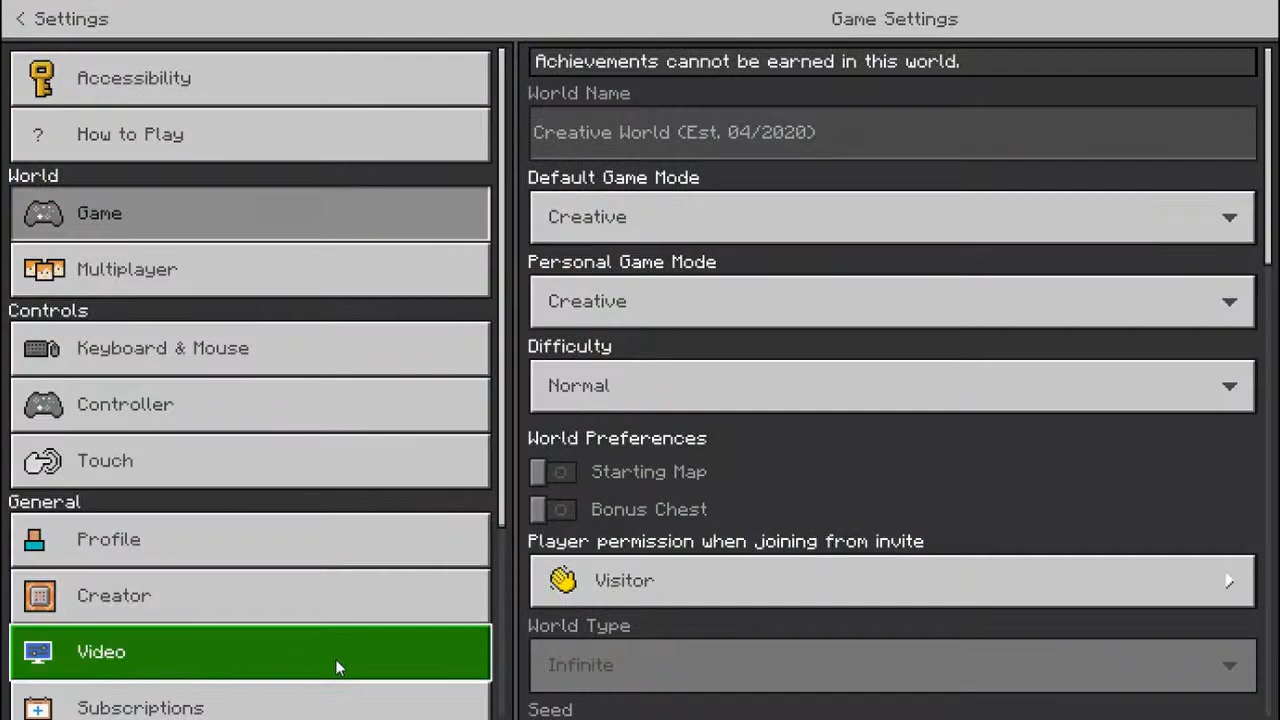 Settings
Game Settings
Accessibility
? How to Play
World
Game
Multiplayer
Controls
Keyboard & Mouse
Controller
Touch
General
Profile
Creator
Video
Subscriptions
Achievements cannot be earned in this world.
World Name
Creative World (Est. 04/2020)
Default Game Mode
Creative
Personal Game Mode
Creative
Difficulty
Normal
World Preferences
Starting Map
Bonus Chest
Player permission when joining from invite
Visitor
World Type
Infinite
Seed